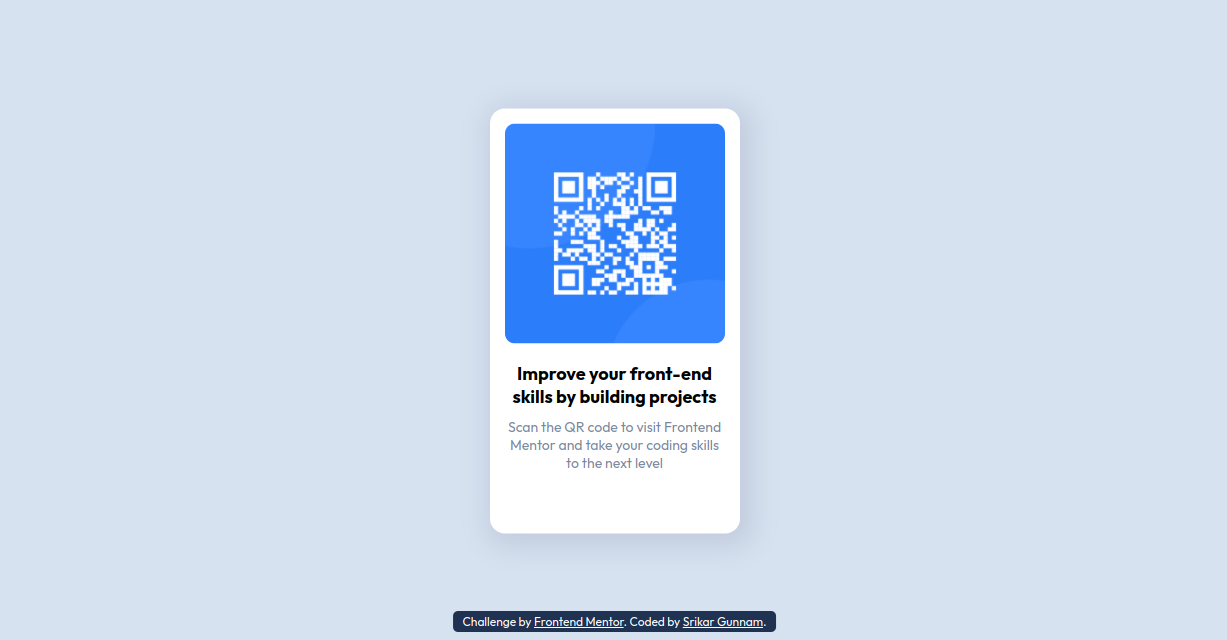 Improve your front-end
skills by building projects
Scan the QR code to visit Frontend
Mentor and take your coding skills
to the next level
Challenge by Frontend Mentor. Coded by Srikar Gunnam.